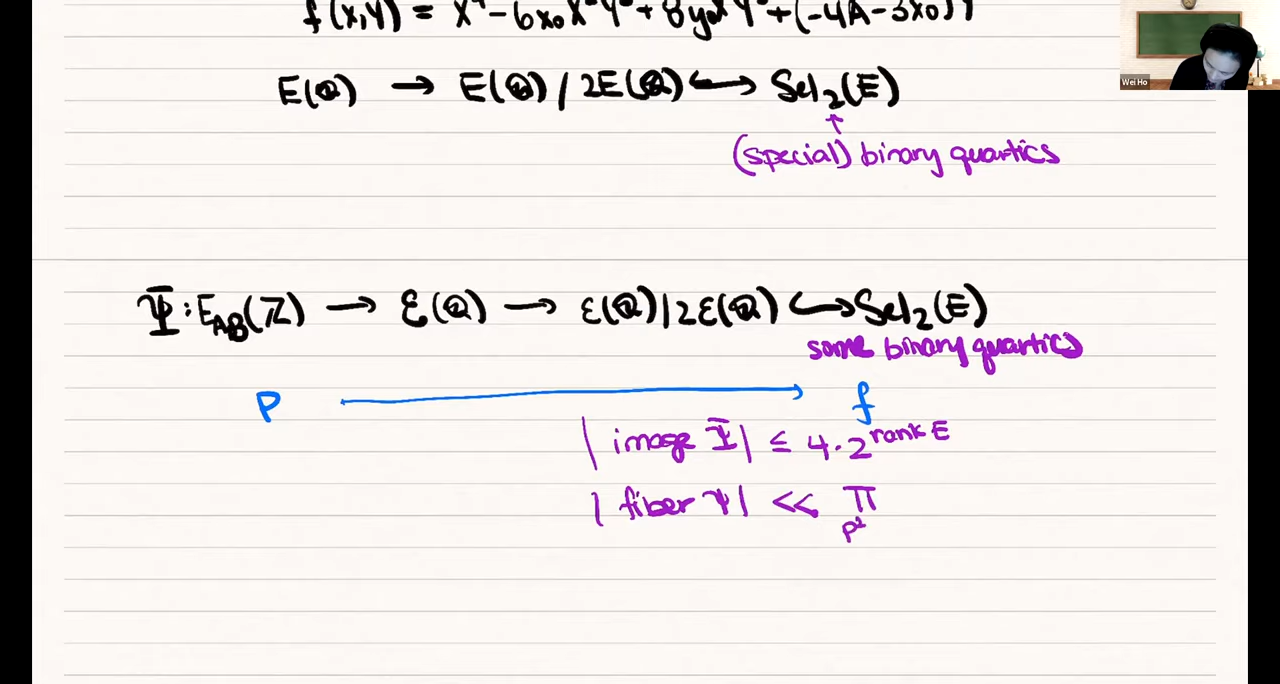 f(x,y) = x⁴ - 6x₀x²y² + 8y₀xy³ + (-4A - 3x₀²)y⁴
E(Q) → E(Q)/2E(Q) ↪ Sel₂(E)
↑
(special) binary quartics
Ψ: E_AB(ℤ) → E(Q) → E(Q)/2E(Q) ↪ Sel₂(E)
some binary quartics
P ⟶ f
| image Ψ | ≤ 4·2^{rank E}
| fiber Ψ | << Π
p²
Wei Ho